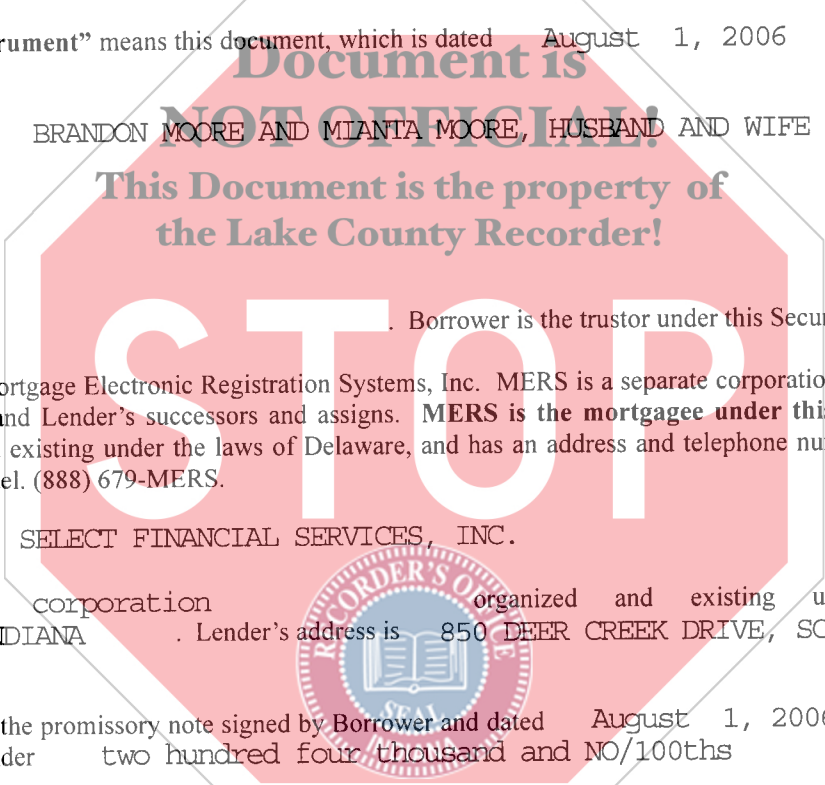 rument” means this document, which is dated August 1, 2006
Document is
NOT OFFICIAL!
BRANDON MOORE AND MIANTA MOORE, HUSBAND AND WIFE
This Document is the property of
the Lake County Recorder!
. Borrower is the trustor under this Secur
STOP
ortgage Electronic Registration Systems, Inc. MERS is a separate corporatio
and Lender's successors and assigns. MERS is the mortgagee under thi
existing under the laws of Delaware, and has an address and telephone nu
el. (888) 679-MERS.
SELECT FINANCIAL SERVICES, INC.
RECORDER'S OFFICE
corporation organized and existing u
DIANA . Lender's address is 850 DEER CREEK DRIVE, SC
SEAL
the promissory note signed by Borrower and dated August 1, 2006
der two hundred four thousand and NO/100ths